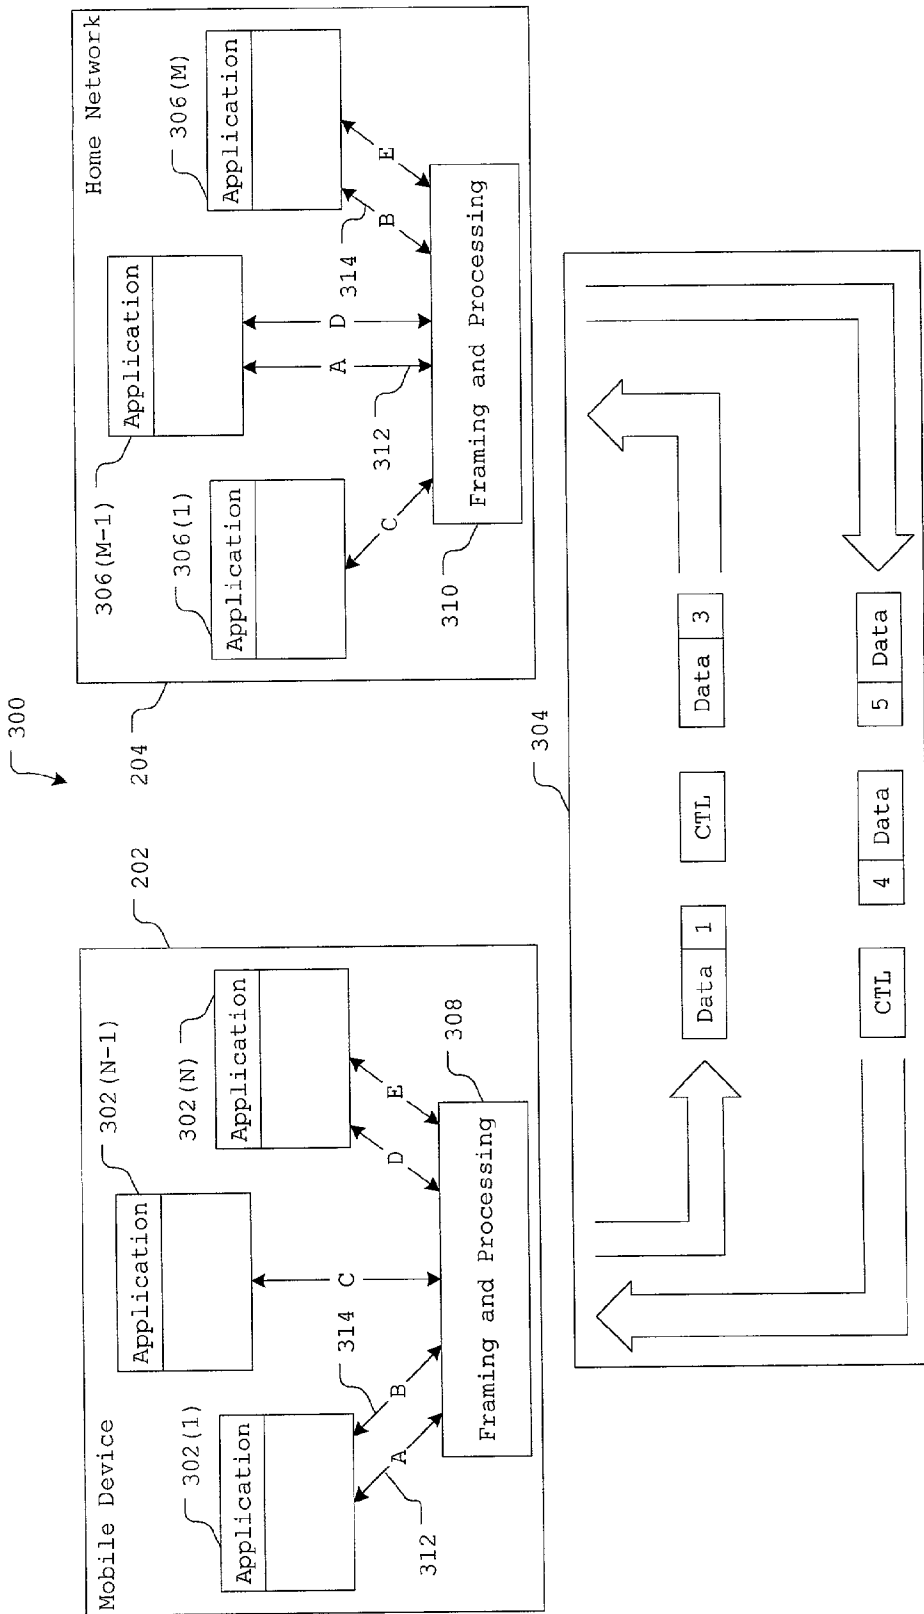 300
Mobile Device
202
302(1)
Application
302(N-1)
Application
302(N)
Application
312
A
B
314
C
D
E
Framing and Processing
308
204
Home Network
306(1)
Application
306(M-1)
Application
306(M)
Application
C
A
D
312
314
B
E
310
Framing and Processing
304
Data 1
CTL
Data 3
CTL
4 Data
5 Data